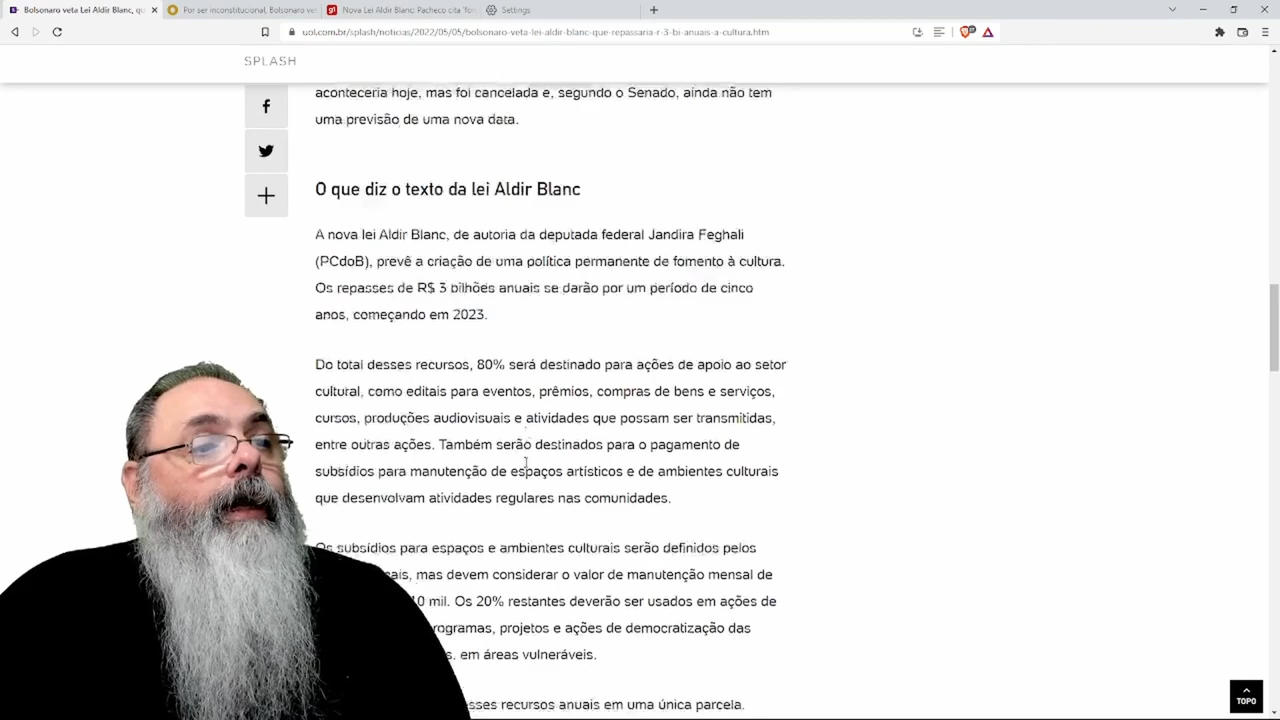 Bolsonaro veta Lei Aldir Blanc, qu
Por ser inconstitucional, Bolsonaro ve
g1 Nova Lei Aldir Blanc: Pacheco cita
Settings
uol.com.br/splash/noticias/2022/05/05/bolsonaro-veta-lei-aldir-blanc-que-repassaria-r-3-bi-anuais-a-cultura.htm
SPLASH
aconteceria hoje, mas foi cancelada e, segundo o Senado, ainda não tem
uma previsão de uma nova data.
O que diz o texto da lei Aldir Blanc
A nova lei Aldir Blanc, de autoria da deputada federal Jandira Feghali
(PCdoB), prevê a criação de uma política permanente de fomento à cultura.
Os repasses de R$ 3 bilhões anuais se darão por um período de cinco
anos, começando em 2023.
Do total desses recursos, 80% será destinado para ações de apoio ao setor
cultural, como editais para eventos, prêmios, compras de bens e serviços,
cursos, produções audiovisuais e atividades que possam ser transmitidas,
entre outras ações. Também serão destinados para o pagamento de
subsídios para manutenção de espaços artísticos e de ambientes culturais
que desenvolvam atividades regulares nas comunidades.
Os subsídios para espaços e ambientes culturais serão definidos pelos
mas devem considerar o valor de manutenção mensal de
10 mil. Os 20% restantes deverão ser usados em ações de
projetos e ações de democratização das
em áreas vulneráveis.
recursos anuais em uma única parcela.
TOPO